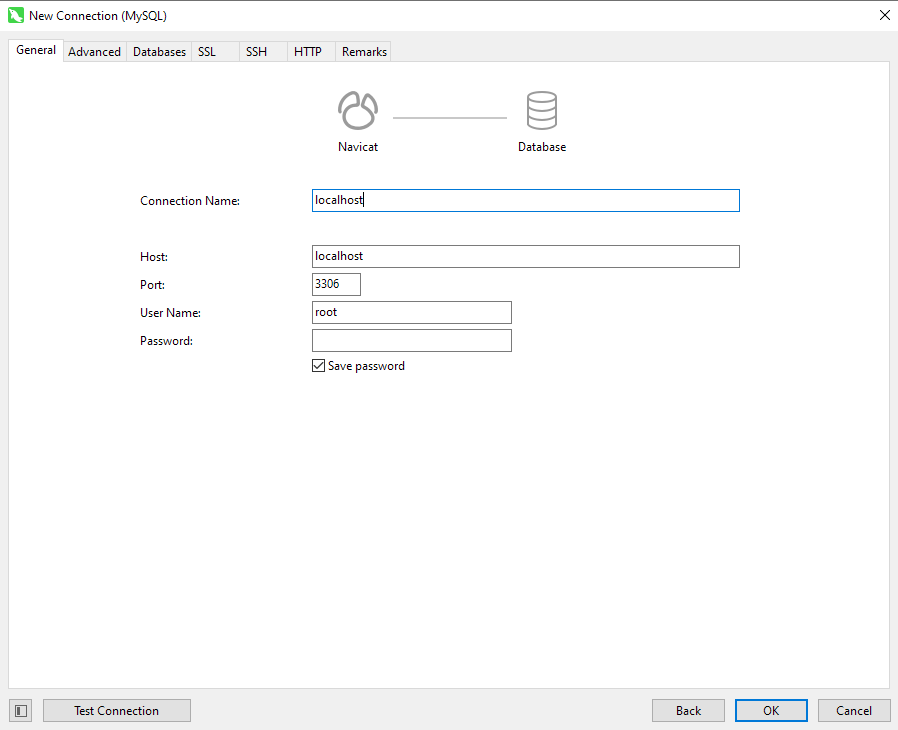 New Connection (MySQL)
General Advanced Databases SSL SSH HTTP Remarks
Navicat Database
Connection Name: localhost
Host: localhost
Port: 3306
User Name: root
Password:
Save password
Test Connection Back OK Cancel